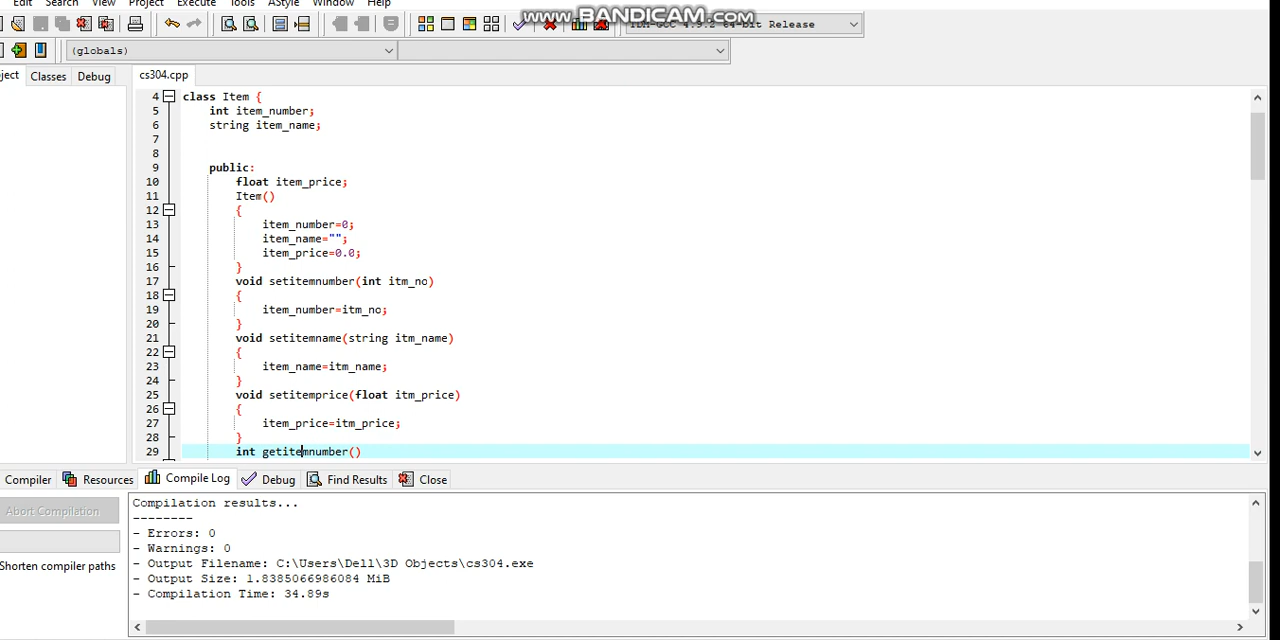 Edit Search View Project Execute Tools AStyle Window Help
www.BANDICAM.com
TDM-GCC 4.9.2 64-bit Release
(globals)
ject Classes Debug
cs304.cpp
4 class Item {
5 int item_number;
6 string item_name;
7
8
9 public:
10 float item_price;
11 Item()
12 {
13 item_number=0;
14 item_name="";
15 item_price=0.0;
16 }
17 void setitemnumber(int itm_no)
18 {
19 item_number=itm_no;
20 }
21 void setitemname(string itm_name)
22 {
23 item_name=itm_name;
24 }
25 void setitemprice(float itm_price)
26 {
27 item_price=itm_price;
28 }
29 int getitemnumber()
Compiler Resources Compile Log Debug Find Results Close
Abort Compilation
Shorten compiler paths
Compilation results...
--------
- Errors: 0
- Warnings: 0
- Output Filename: C:\Users\Dell\3D Objects\cs304.exe
- Output Size: 1.8385066986084 MiB
- Compilation Time: 34.89s